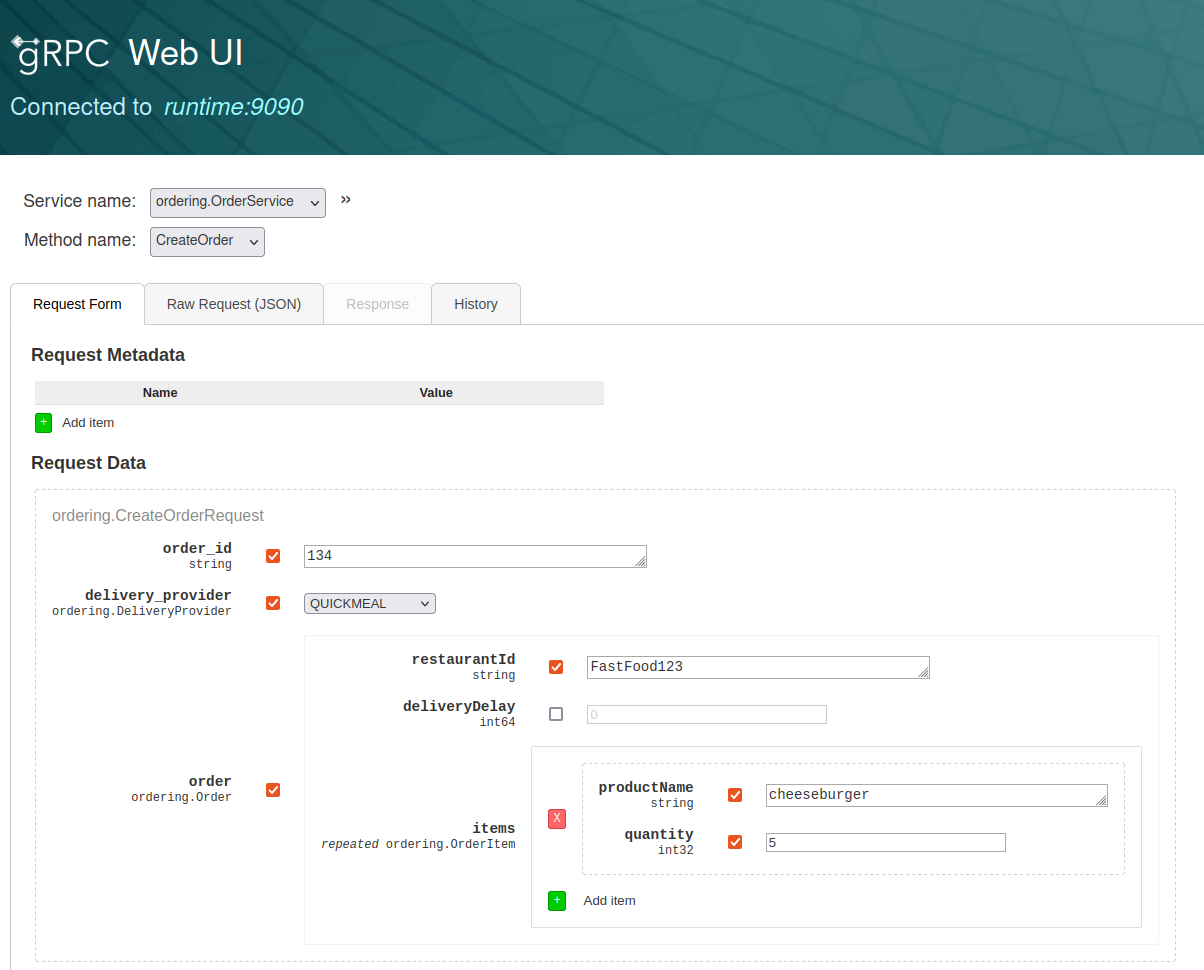 gRPC Web UI
Connected to runtime:9090
Service name: ordering.OrderService »
Method name: CreateOrder
Request Form Raw Request (JSON) Response History
Request Metadata
Name Value
+ Add item
Request Data
ordering.CreateOrderRequest
order_id
string
134
delivery_provider
ordering.DeliveryProvider
QUICKMEAL
order
ordering.Order
restaurantId
string
FastFood123
deliveryDelay
int64
0
items
repeated ordering.OrderItem
X
productName
string
cheeseburger
quantity
int32
5
+ Add item